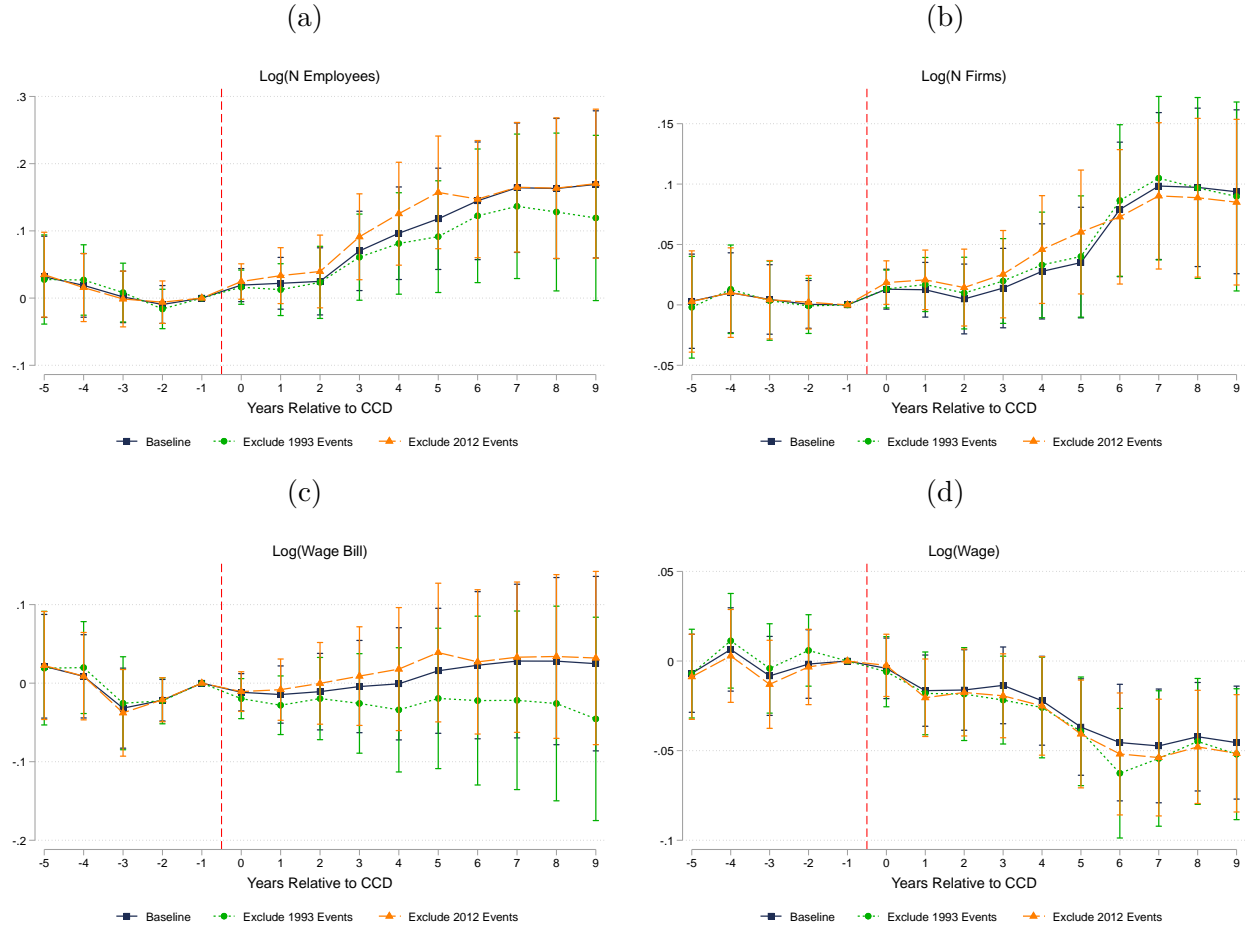 (a)
Log(N Employees)
.3
.2
.1
0
-.1
-5 -4 -3 -2 -1 0 1 2 3 4 5 6 7 8 9
Years Relative to CCD
Baseline Exclude 1993 Events Exclude 2012 Events
(b)
Log(N Firms)
.15
.1
.05
0
-.05
-5 -4 -3 -2 -1 0 1 2 3 4 5 6 7 8 9
Years Relative to CCD
Baseline Exclude 1993 Events Exclude 2012 Events
(c)
Log(Wage Bill)
.1
0
-.1
-.2
-5 -4 -3 -2 -1 0 1 2 3 4 5 6 7 8 9
Years Relative to CCD
Baseline Exclude 1993 Events Exclude 2012 Events
(d)
Log(Wage)
.05
0
-.05
-.1
-5 -4 -3 -2 -1 0 1 2 3 4 5 6 7 8 9
Years Relative to CCD
Baseline Exclude 1993 Events Exclude 2012 Events